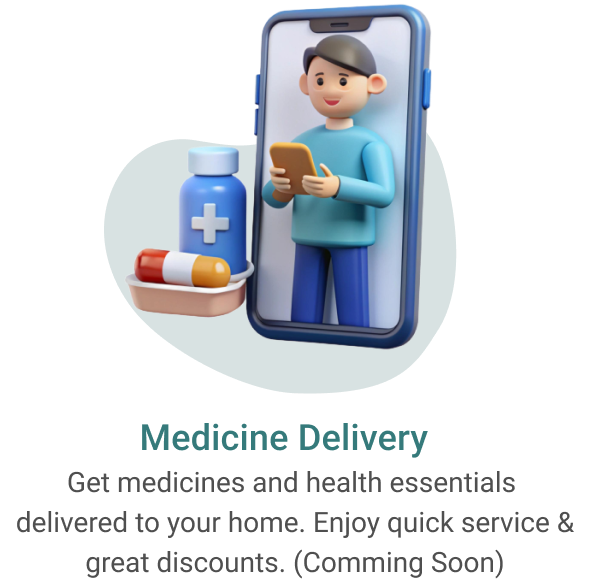 Medicine Delivery
Get medicines and health essentials
delivered to your home. Enjoy quick service &
great discounts. (Comming Soon)